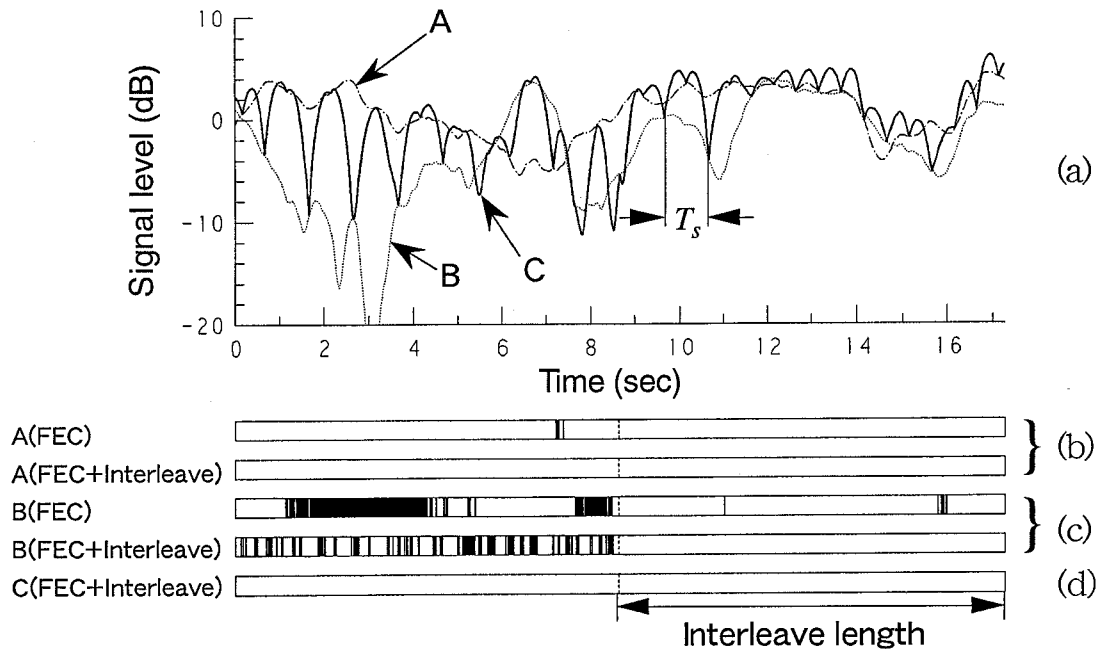 10
0
-10
-20
Signal level (dB)
A
B
C
Ts
(a)
0 2 4 6 8 10 12 14 16
Time (sec)
A(FEC)
A(FEC+Interleave)
(b)
B(FEC)
B(FEC+Interleave)
(c)
C(FEC+Interleave)
(d)
Interleave length